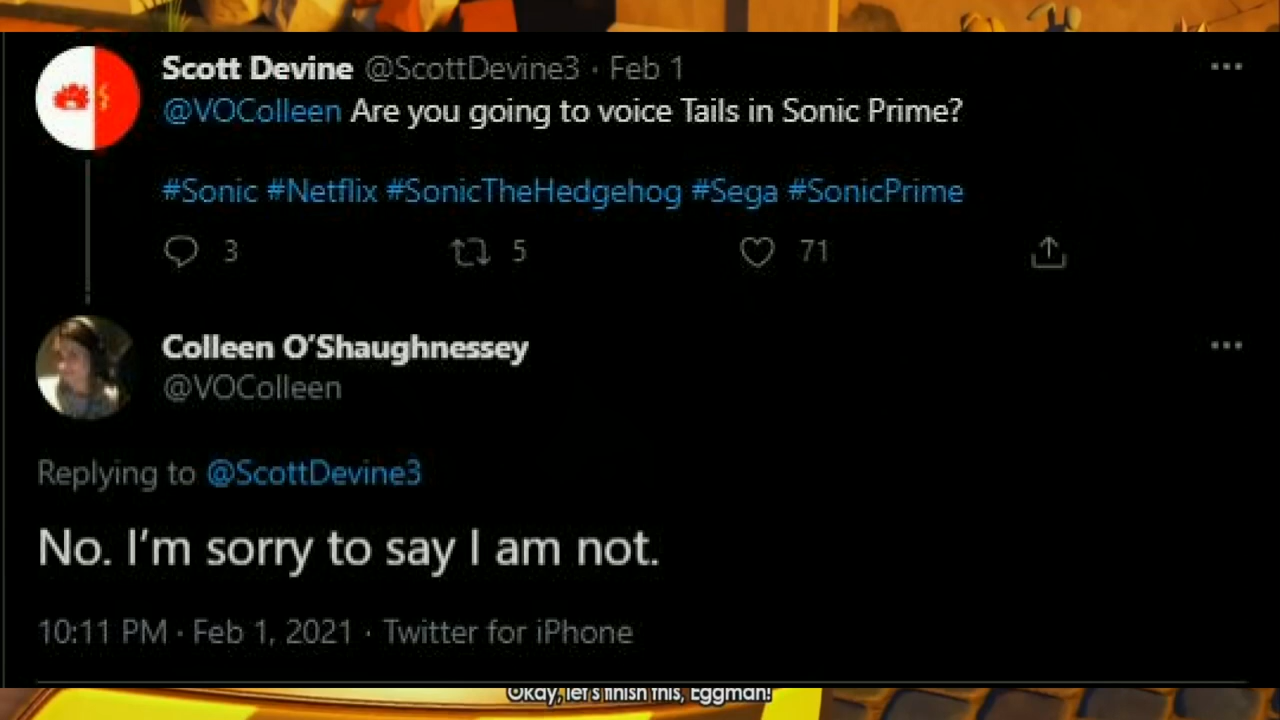 Scott Devine @ScottDevine3 · Feb 1
@VOColleen Are you going to voice Tails in Sonic Prime?
#Sonic #Netflix #SonicTheHedgehog #Sega #SonicPrime
3 5 71
Colleen O'Shaughnessey
@VOColleen
Replying to @ScottDevine3
No. I'm sorry to say I am not.
10:11 PM · Feb 1, 2021 · Twitter for iPhone
Okay, let's finish this, Eggman!